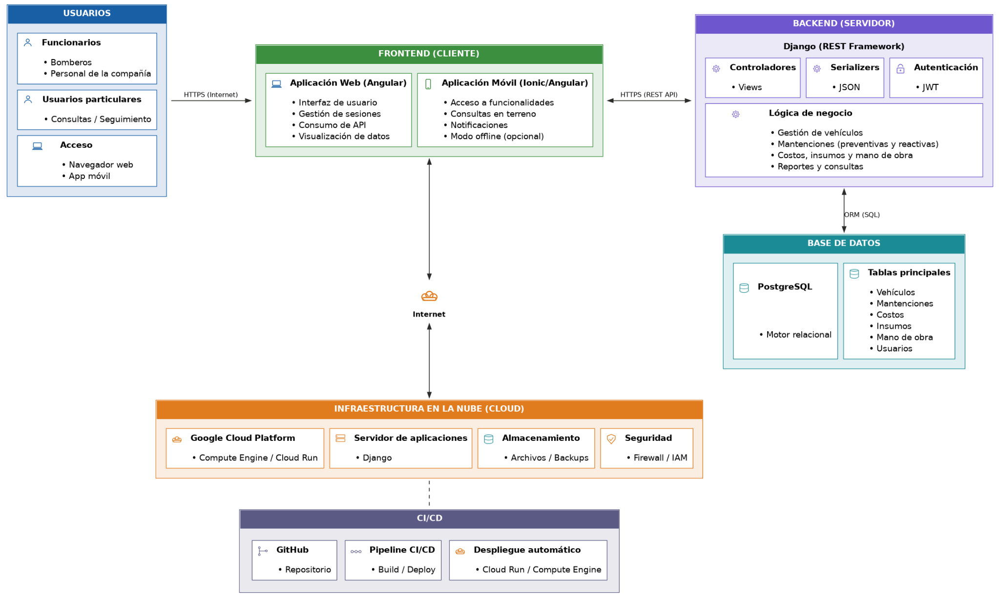 USUARIOS
Funcionarios
• Bomberos
• Personal de la compañía
Usuarios particulares
• Consultas / Seguimiento
Acceso
• Navegador web
• App móvil
HTTPS (Internet)
FRONTEND (CLIENTE)
Aplicación Web (Angular)
• Interfaz de usuario
• Gestión de sesiones
• Consumo de API
• Visualización de datos
Aplicación Móvil (Ionic/Angular)
• Acceso a funcionalidades
• Consultas en terreno
• Notificaciones
• Modo offline (opcional)
HTTPS (REST API)
BACKEND (SERVIDOR)
Django (REST Framework)
Controladores
• Views
Serializers
• JSON
Autenticación
• JWT
Lógica de negocio
• Gestión de vehículos
• Mantenciones (preventivas y reactivas)
• Costos, insumos y mano de obra
• Reportes y consultas
ORM (SQL)
BASE DE DATOS
PostgreSQL
• Motor relacional
Tablas principales
• Vehículos
• Mantenciones
• Costos
• Insumos
• Mano de obra
• Usuarios
Internet
INFRAESTRUCTURA EN LA NUBE (CLOUD)
Google Cloud Platform
• Compute Engine / Cloud Run
Servidor de aplicaciones
• Django
Almacenamiento
• Archivos / Backups
Seguridad
• Firewall / IAM
CI/CD
GitHub
• Repositorio
Pipeline CI/CD
• Build / Deploy
Despliegue automático
• Cloud Run / Compute Engine